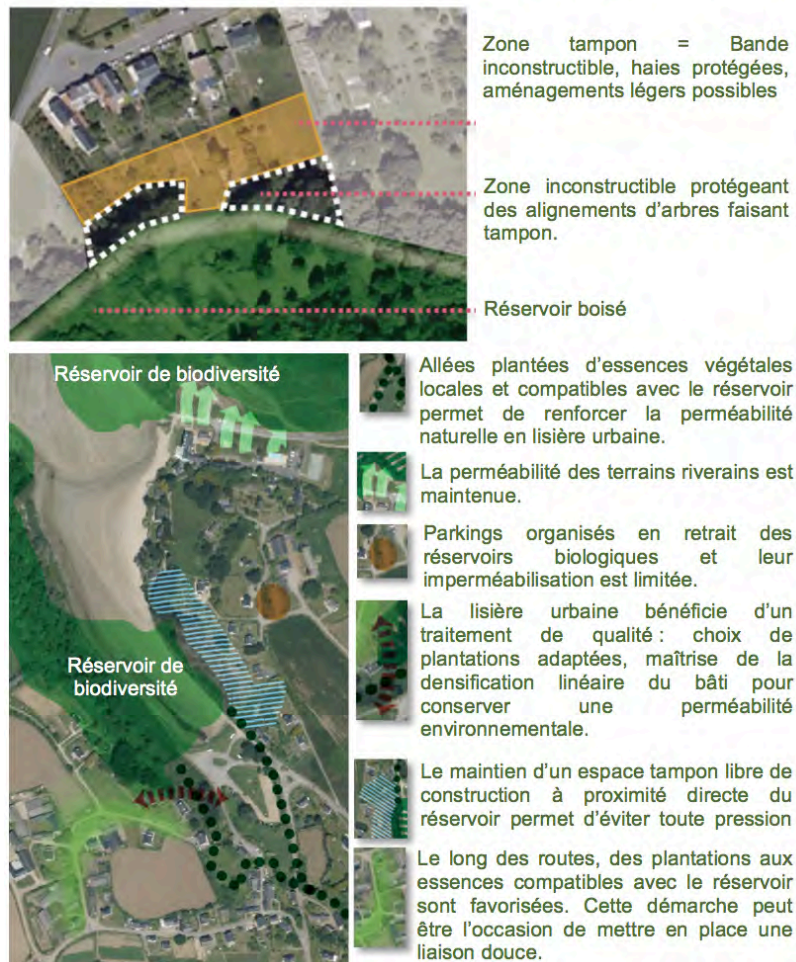 Zone tampon = Bande
inconstructible, haies protégées,
aménagements légers possibles
Zone inconstructible protégeant
des alignements d'arbres faisant
tampon.
Réservoir boisé
Réservoir de biodiversité
Réservoir de
biodiversité
Allées plantées d'essences végétales
locales et compatibles avec le réservoir
permet de renforcer la perméabilité
naturelle en lisière urbaine.
La perméabilité des terrains riverains est
maintenue.
Parkings organisés en retrait des
réservoirs biologiques et leur
imperméabilisation est limitée.
La lisière urbaine bénéficie d'un
traitement de qualité : choix de
plantations adaptées, maîtrise de la
densification linéaire du bâti pour
conserver une perméabilité
environnementale.
Le maintien d'un espace tampon libre de
construction à proximité directe du
réservoir permet d'éviter toute pression
Le long des routes, des plantations aux
essences compatibles avec le réservoir
sont favorisées. Cette démarche peut
être l'occasion de mettre en place une
liaison douce.